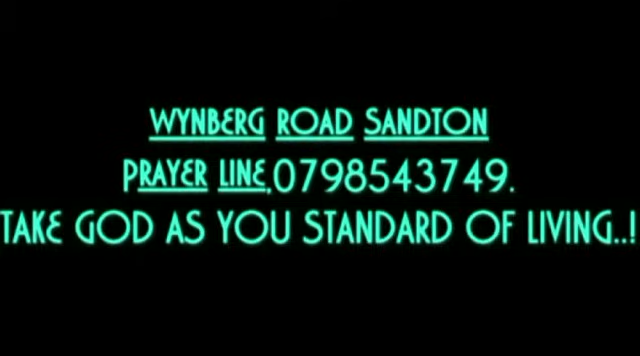 WYNBERG ROAD SANDTON
PRAYER LINE,0798543749.
TAKE GOD AS YOU STANDARD OF LIVING..!